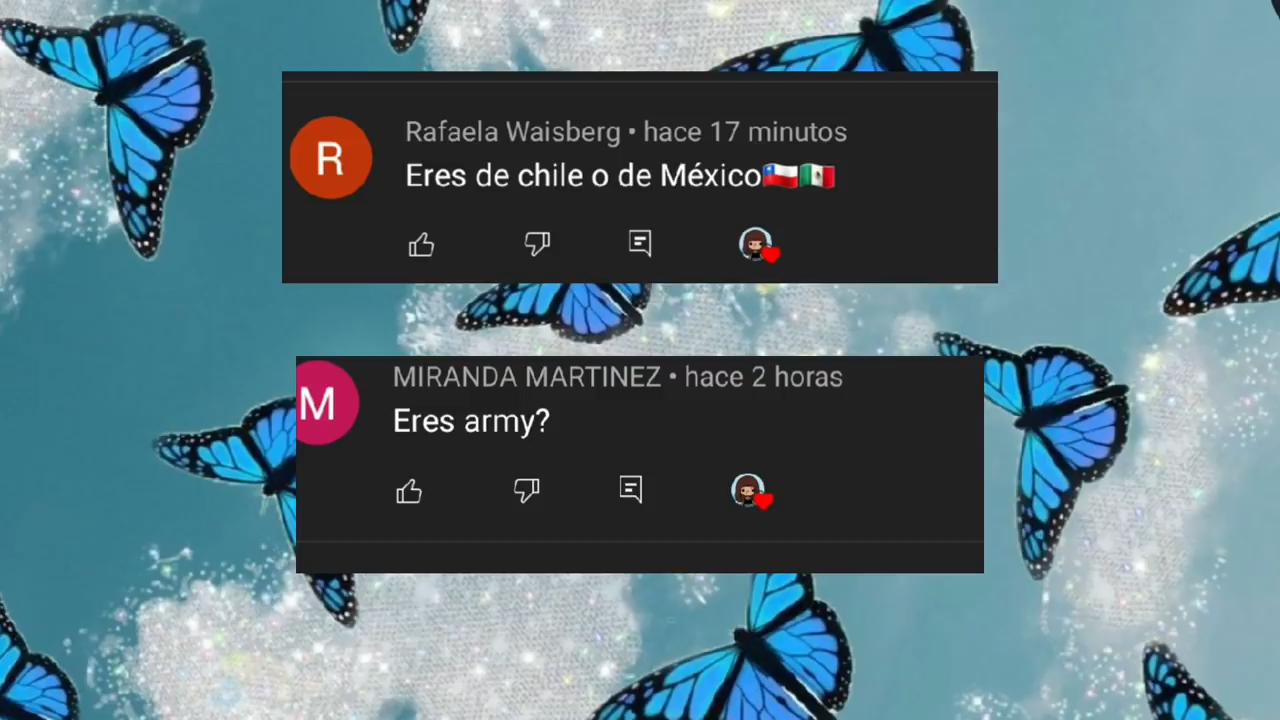 R
Rafaela Waisberg • hace 17 minutos
Eres de chile o de México🇨🇱🇲🇽
M
MIRANDA MARTINEZ • hace 2 horas
Eres army?